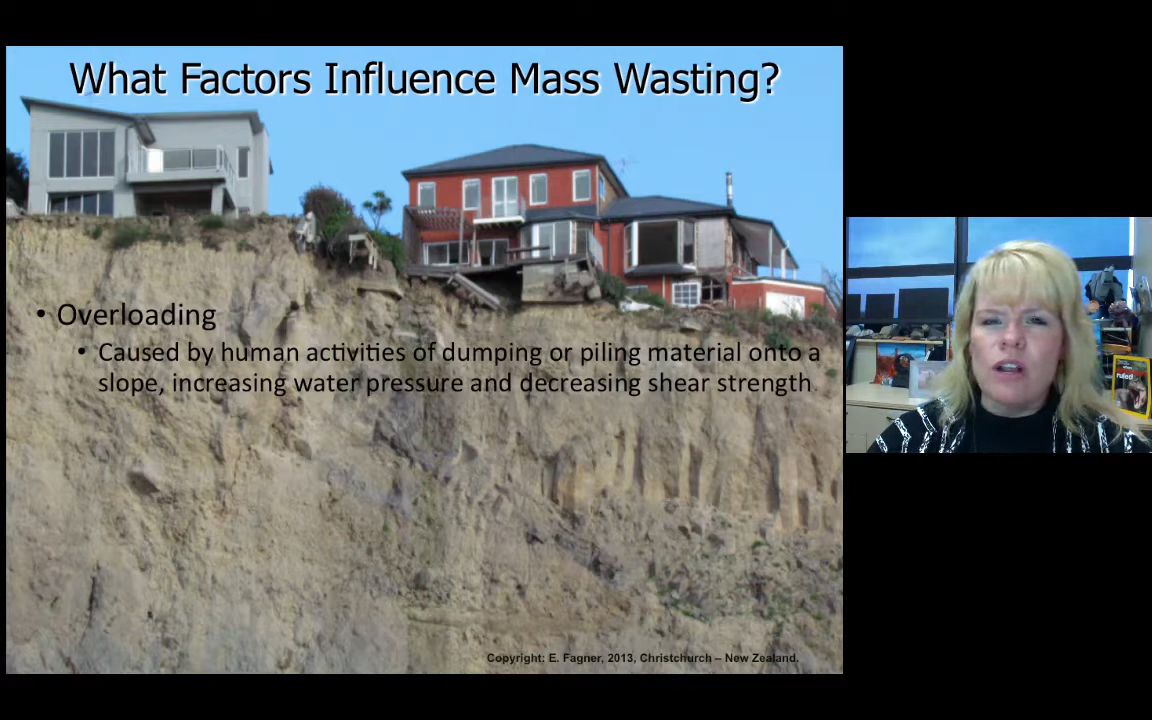 What Factors Influence Mass Wasting?
• Overloading
• Caused by human activities of dumping or piling material onto a
slope, increasing water pressure and decreasing shear strength
Copyright: E. Fagner, 2013, Christchurch – New Zealand.